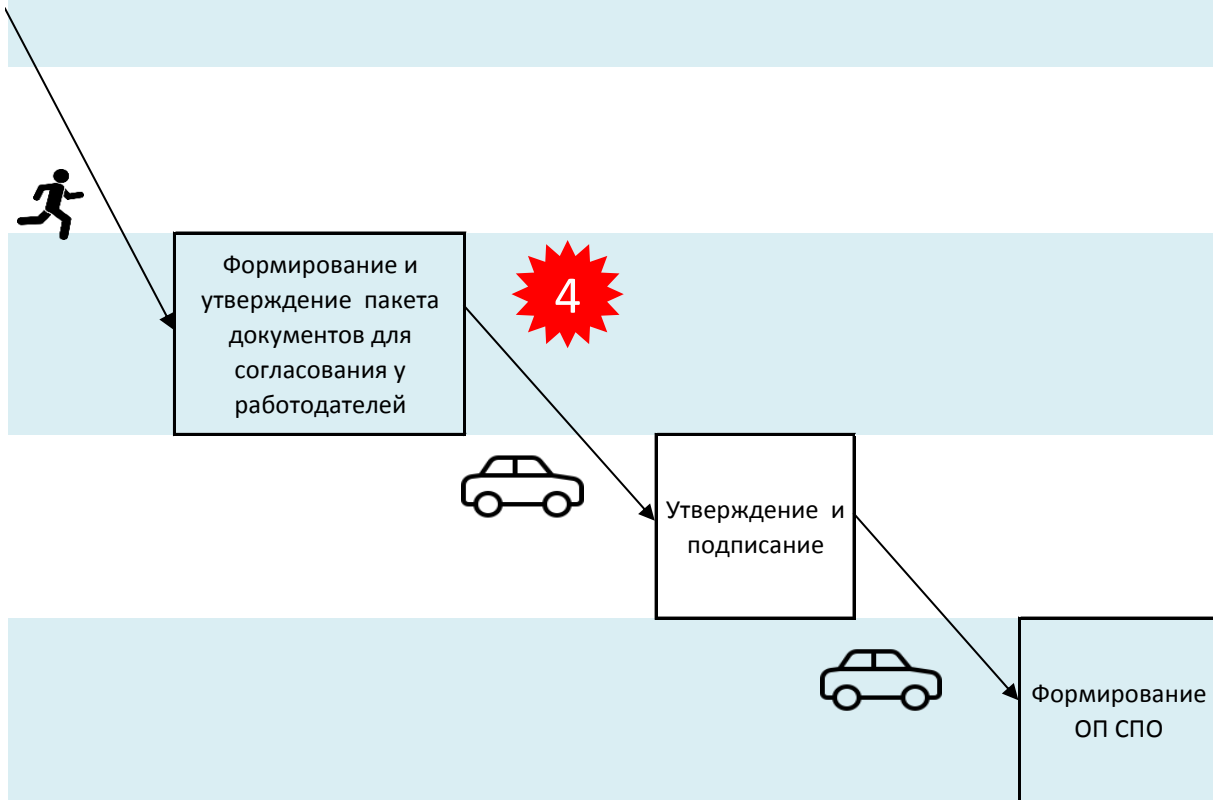 Формирование и
утверждение пакета
документов для
согласования у
работодателей
4
Утверждение и
подписание
Формирование
ОП СПО